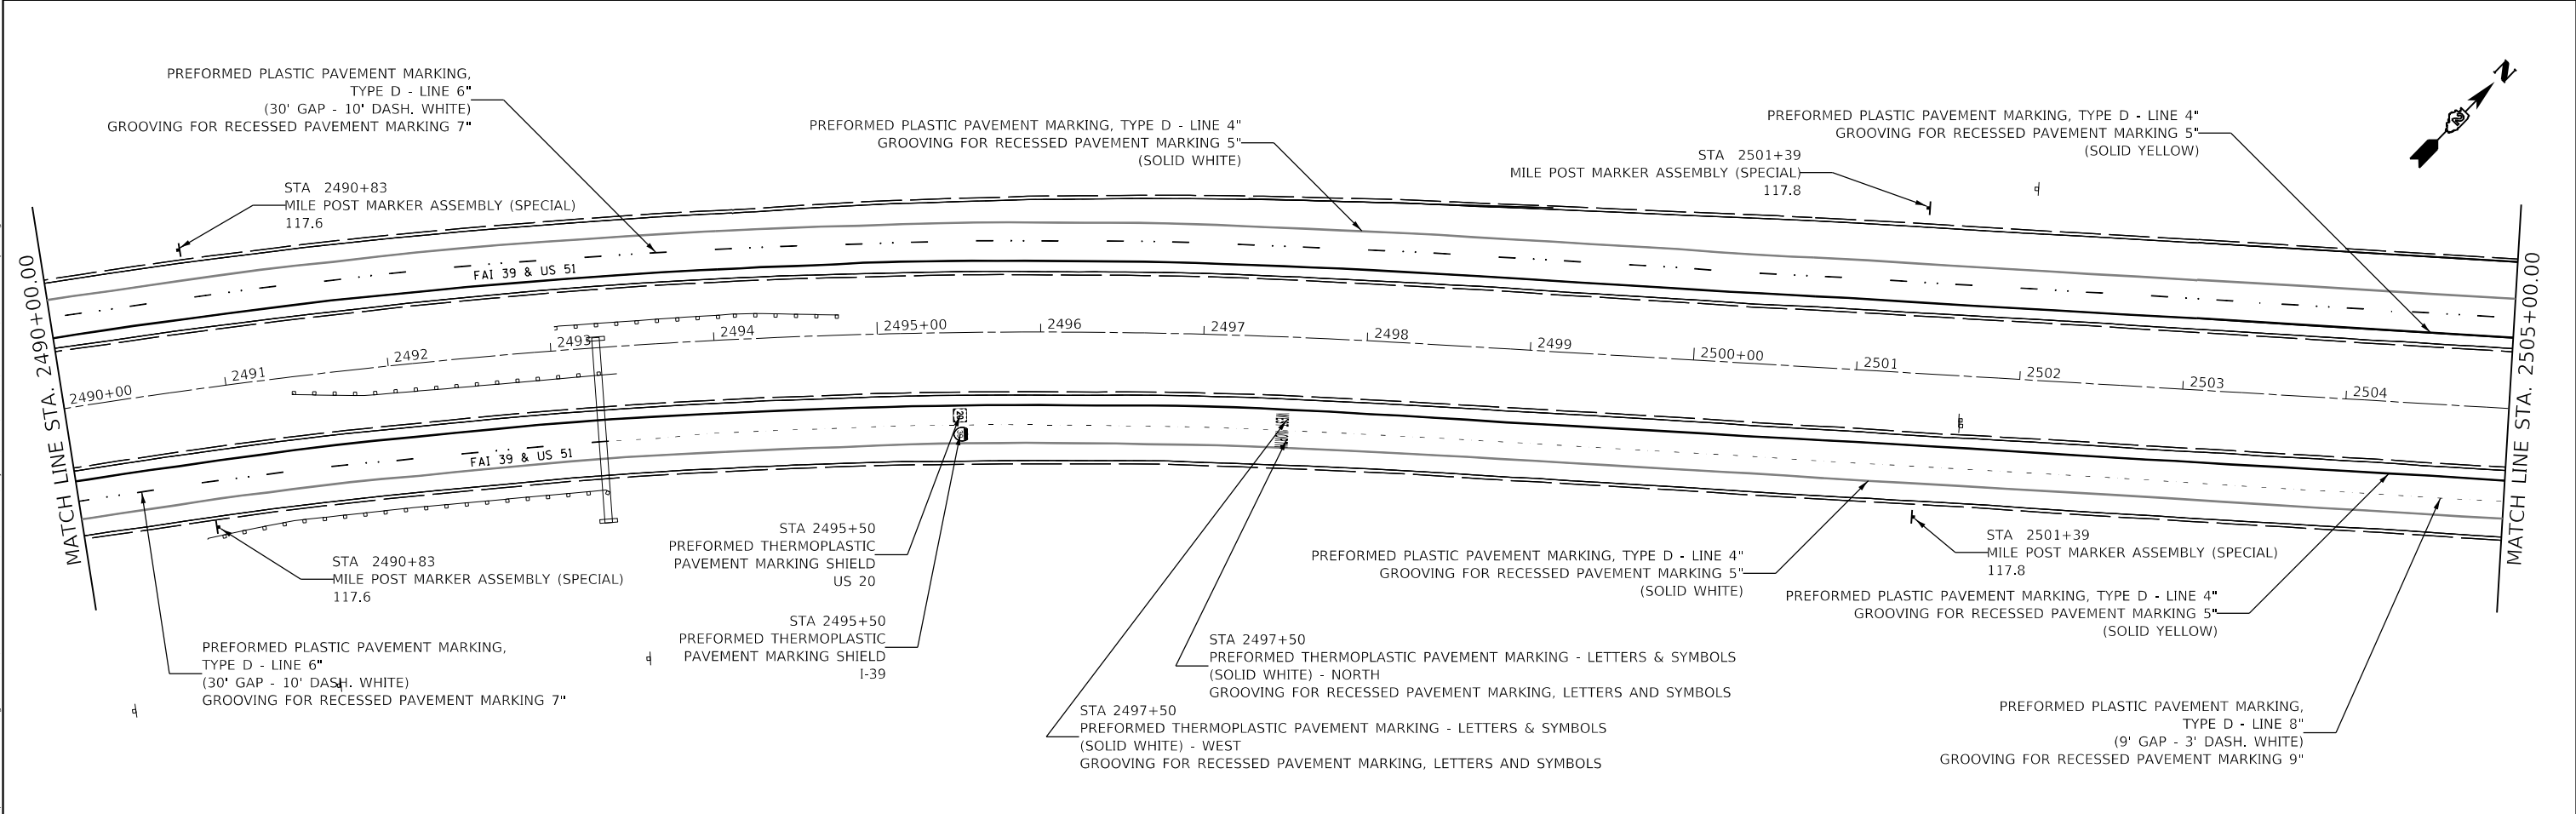 PREFORMED PLASTIC PAVEMENT MARKING,
TYPE D - LINE 6"
(30' GAP - 10' DASH. WHITE)
GROOVING FOR RECESSED PAVEMENT MARKING 7"
PREFORMED PLASTIC PAVEMENT MARKING, TYPE D - LINE 4"
GROOVING FOR RECESSED PAVEMENT MARKING 5"
(SOLID WHITE)
PREFORMED PLASTIC PAVEMENT MARKING, TYPE D - LINE 4"
GROOVING FOR RECESSED PAVEMENT MARKING 5"
(SOLID YELLOW)
N
STA 2490+83
MILE POST MARKER ASSEMBLY (SPECIAL)
117.6
STA 2501+39
MILE POST MARKER ASSEMBLY (SPECIAL)
117.8
MATCH LINE STA. 2490+00.00
FAI 39 & US 51
2490+00
2491
2492
2493
2494
2495+00
2496
2497
2498
2499
2500+00
2501
2502
2503
2504
MATCH LINE STA. 2505+00.00
FAI 39 & US 51
20
WEST
NORTH
STA 2490+83
MILE POST MARKER ASSEMBLY (SPECIAL)
117.6
PREFORMED PLASTIC PAVEMENT MARKING,
TYPE D - LINE 6"
(30' GAP - 10' DASH. WHITE)
GROOVING FOR RECESSED PAVEMENT MARKING 7"
STA 2495+50
PREFORMED THERMOPLASTIC
PAVEMENT MARKING SHIELD
US 20
STA 2495+50
PREFORMED THERMOPLASTIC
PAVEMENT MARKING SHIELD
I-39
STA 2497+50
PREFORMED THERMOPLASTIC PAVEMENT MARKING - LETTERS & SYMBOLS
(SOLID WHITE) - NORTH
GROOVING FOR RECESSED PAVEMENT MARKING, LETTERS AND SYMBOLS
STA 2497+50
PREFORMED THERMOPLASTIC PAVEMENT MARKING - LETTERS & SYMBOLS
(SOLID WHITE) - WEST
GROOVING FOR RECESSED PAVEMENT MARKING, LETTERS AND SYMBOLS
PREFORMED PLASTIC PAVEMENT MARKING, TYPE D - LINE 4"
GROOVING FOR RECESSED PAVEMENT MARKING 5"
(SOLID WHITE)
STA 2501+39
MILE POST MARKER ASSEMBLY (SPECIAL)
117.8
PREFORMED PLASTIC PAVEMENT MARKING, TYPE D - LINE 4"
GROOVING FOR RECESSED PAVEMENT MARKING 5"
(SOLID YELLOW)
PREFORMED PLASTIC PAVEMENT MARKING,
TYPE D - LINE 8"
(9' GAP - 3' DASH. WHITE)
GROOVING FOR RECESSED PAVEMENT MARKING 9"